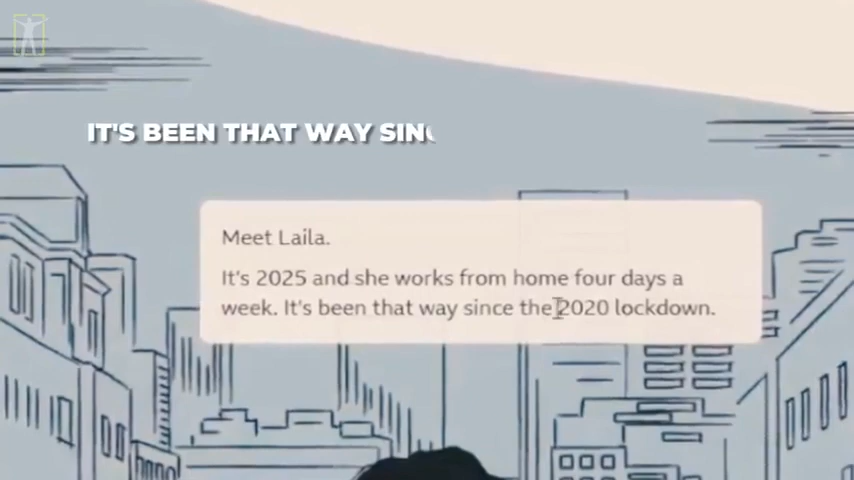 IT'S BEEN THAT WAY SIN
Meet Laila.
It's 2025 and she works from home four days a
week. It's been that way since the 2020 lockdown.